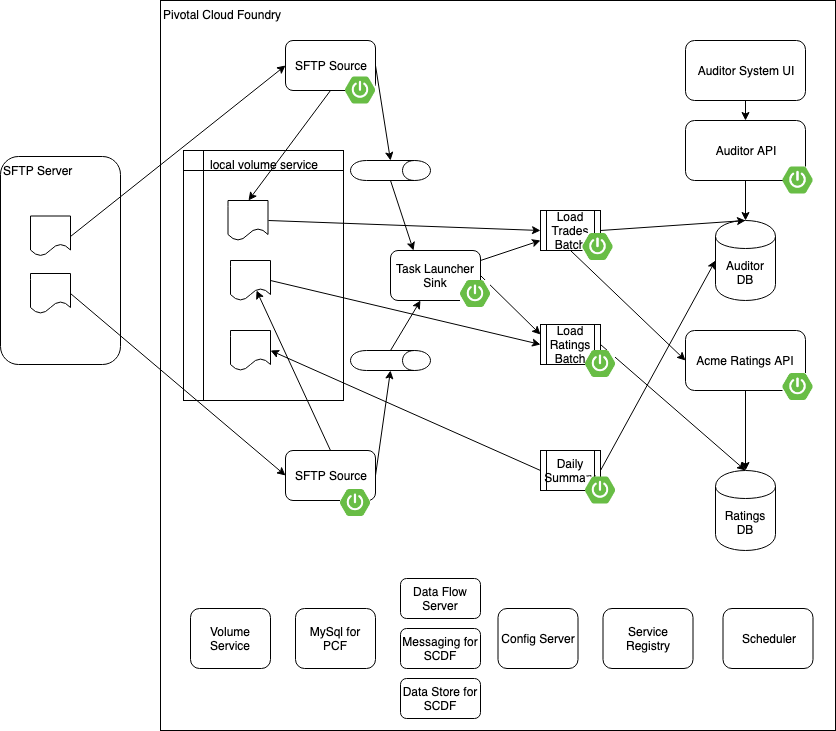 Pivotal Cloud Foundry
SFTP Source
Auditor System UI
Auditor API
SFTP Server
local volume service
Load
Trades
Batch
Task Launcher
Sink
Auditor
DB
Load
Ratings
Batch
Acme Ratings API
SFTP Source
Daily
Summary
Ratings
DB
Data Flow
Server
Volume
Service
MySql for
PCF
Messaging for
SCDF
Config Server
Service
Registry
Scheduler
Data Store for
SCDF